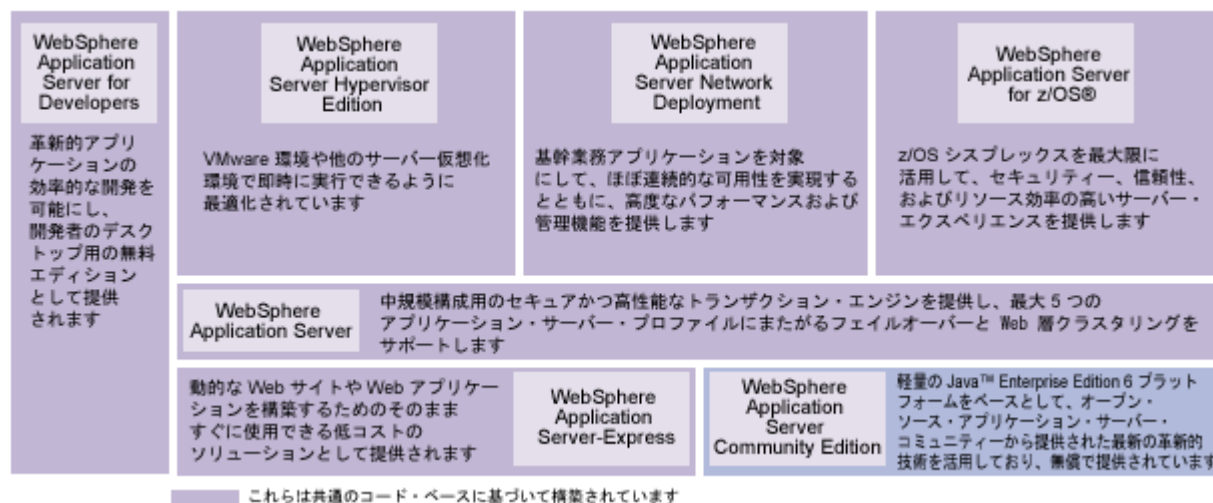 WebSphere
Application
Server for
Developers
革新的アプリ
ケーションの
効率的な開発を
可能にし、
開発者のデスク
トップ用の無料
エディション
として提供
されます
WebSphere
Application
Server Hypervisor
Edition
VMware 環境や他のサーバー仮想化
環境で即時に実行できるように
最適化されています
WebSphere
Application
Server Network
Deployment
基幹業務アプリケーションを対象
にして、ほぼ連続的な可用性を実現する
とともに、高度なパフォーマンスおよび
管理機能を提供します
WebSphere
Application Server
for z/OS®
z/OS シスプレックスを最大限に
活用して、セキュリティー、信頼性、
およびリソース効率の高いサーバー・
エクスペリエンスを提供します
WebSphere
Application Server
中規模構成用のセキュアかつ高性能なトランザクション・エンジンを提供し、最大 5 つの
アプリケーション・サーバー・プロファイルにまたがるフェイルオーバーと Web 層クラスタリングを
サポートします
動的な Web サイトや Web アプリケー
ションを構築するためのそのまま
すぐに使用できる低コストの
ソリューションとして提供されます
WebSphere
Application
Server-Express
WebSphere
Application
Server
Community Edition
軽量の Java™ Enterprise Edition 6 プラット
フォームをベースとして、オープン・
ソース・アプリケーション・サーバー・
コミュニティーから提供された最新の革新的
技術を活用しており、無償で提供されています
これらは共通のコード・ベースに基づいて構築されています